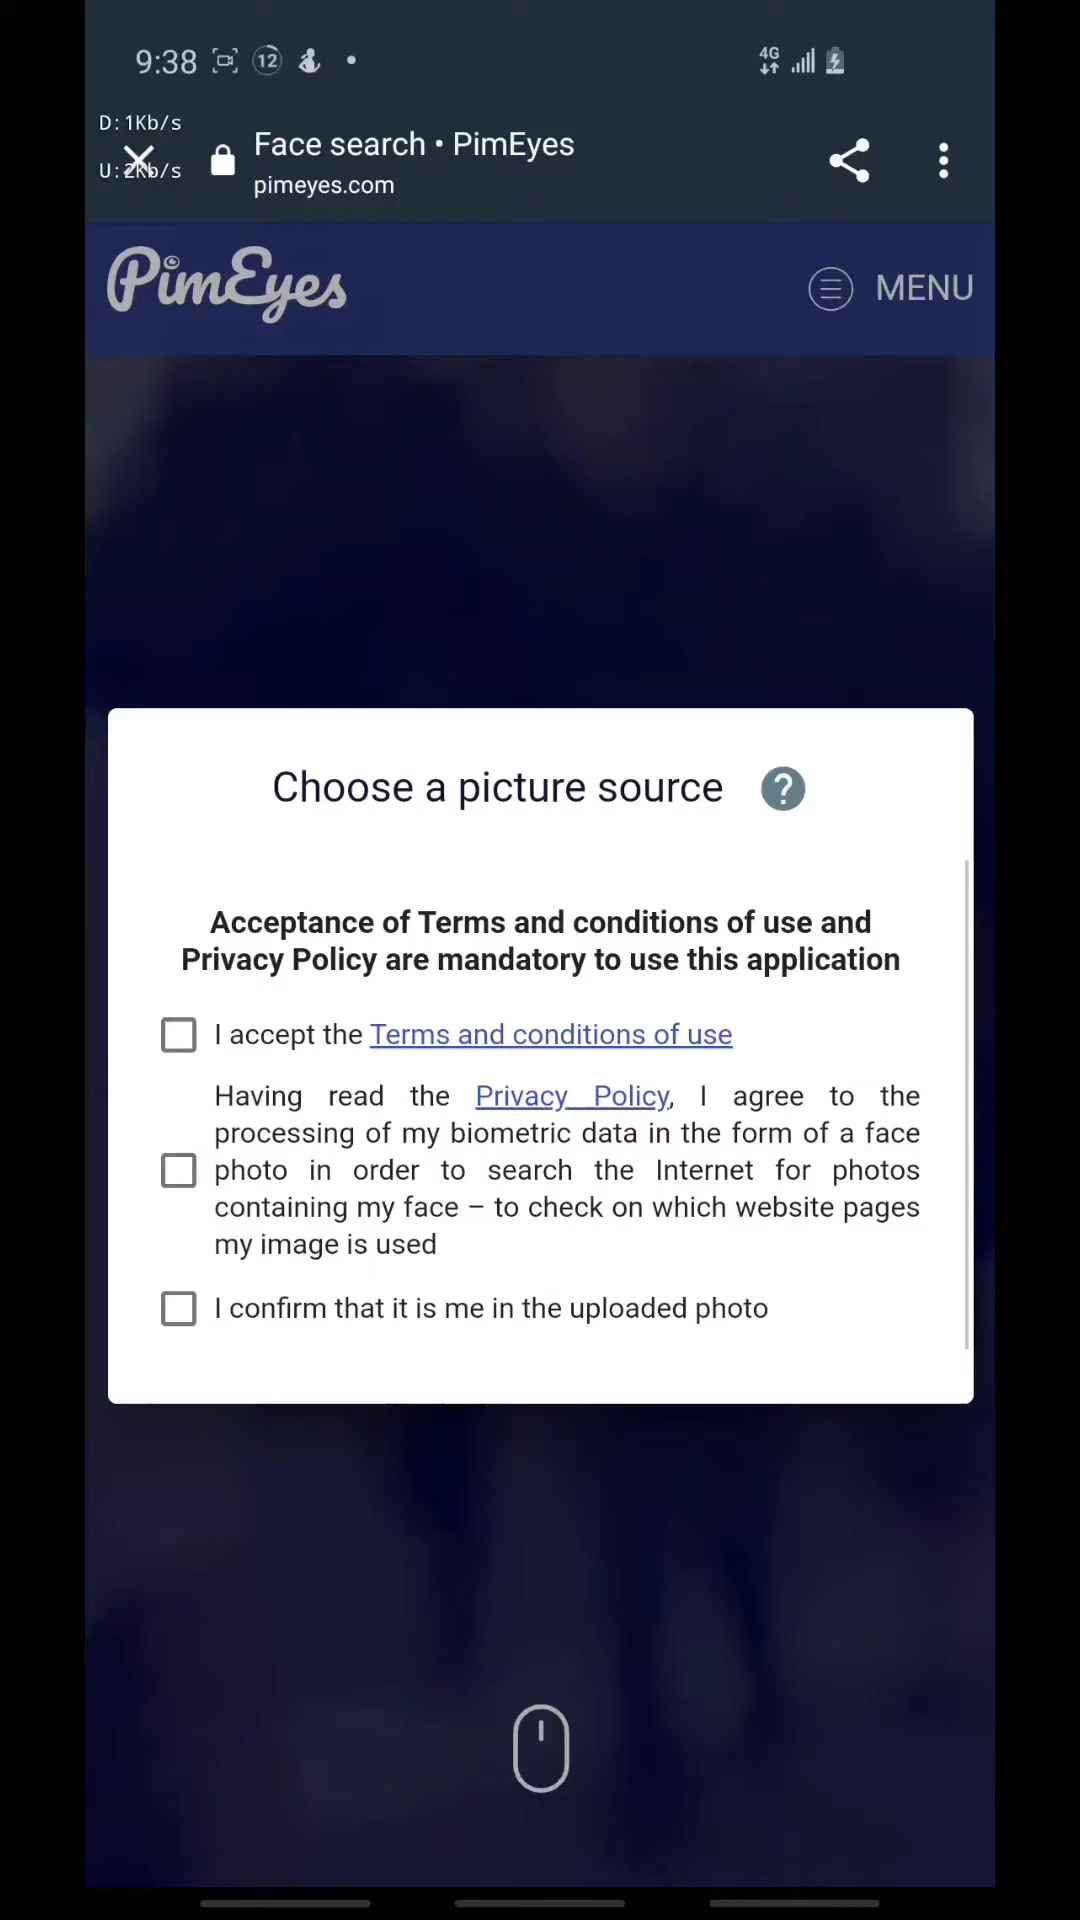 9:38 12 4G
D:1Kb/s
Face search • PimEyes
U:2Kb/s
pimeyes.com
PimEyes MENU
Choose a picture source ?
Acceptance of Terms and conditions of use and
Privacy Policy are mandatory to use this application
I accept the Terms and conditions of use
Having read the Privacy Policy, I agree to the
processing of my biometric data in the form of a face
photo in order to search the Internet for photos
containing my face – to check on which website pages
my image is used
I confirm that it is me in the uploaded photo